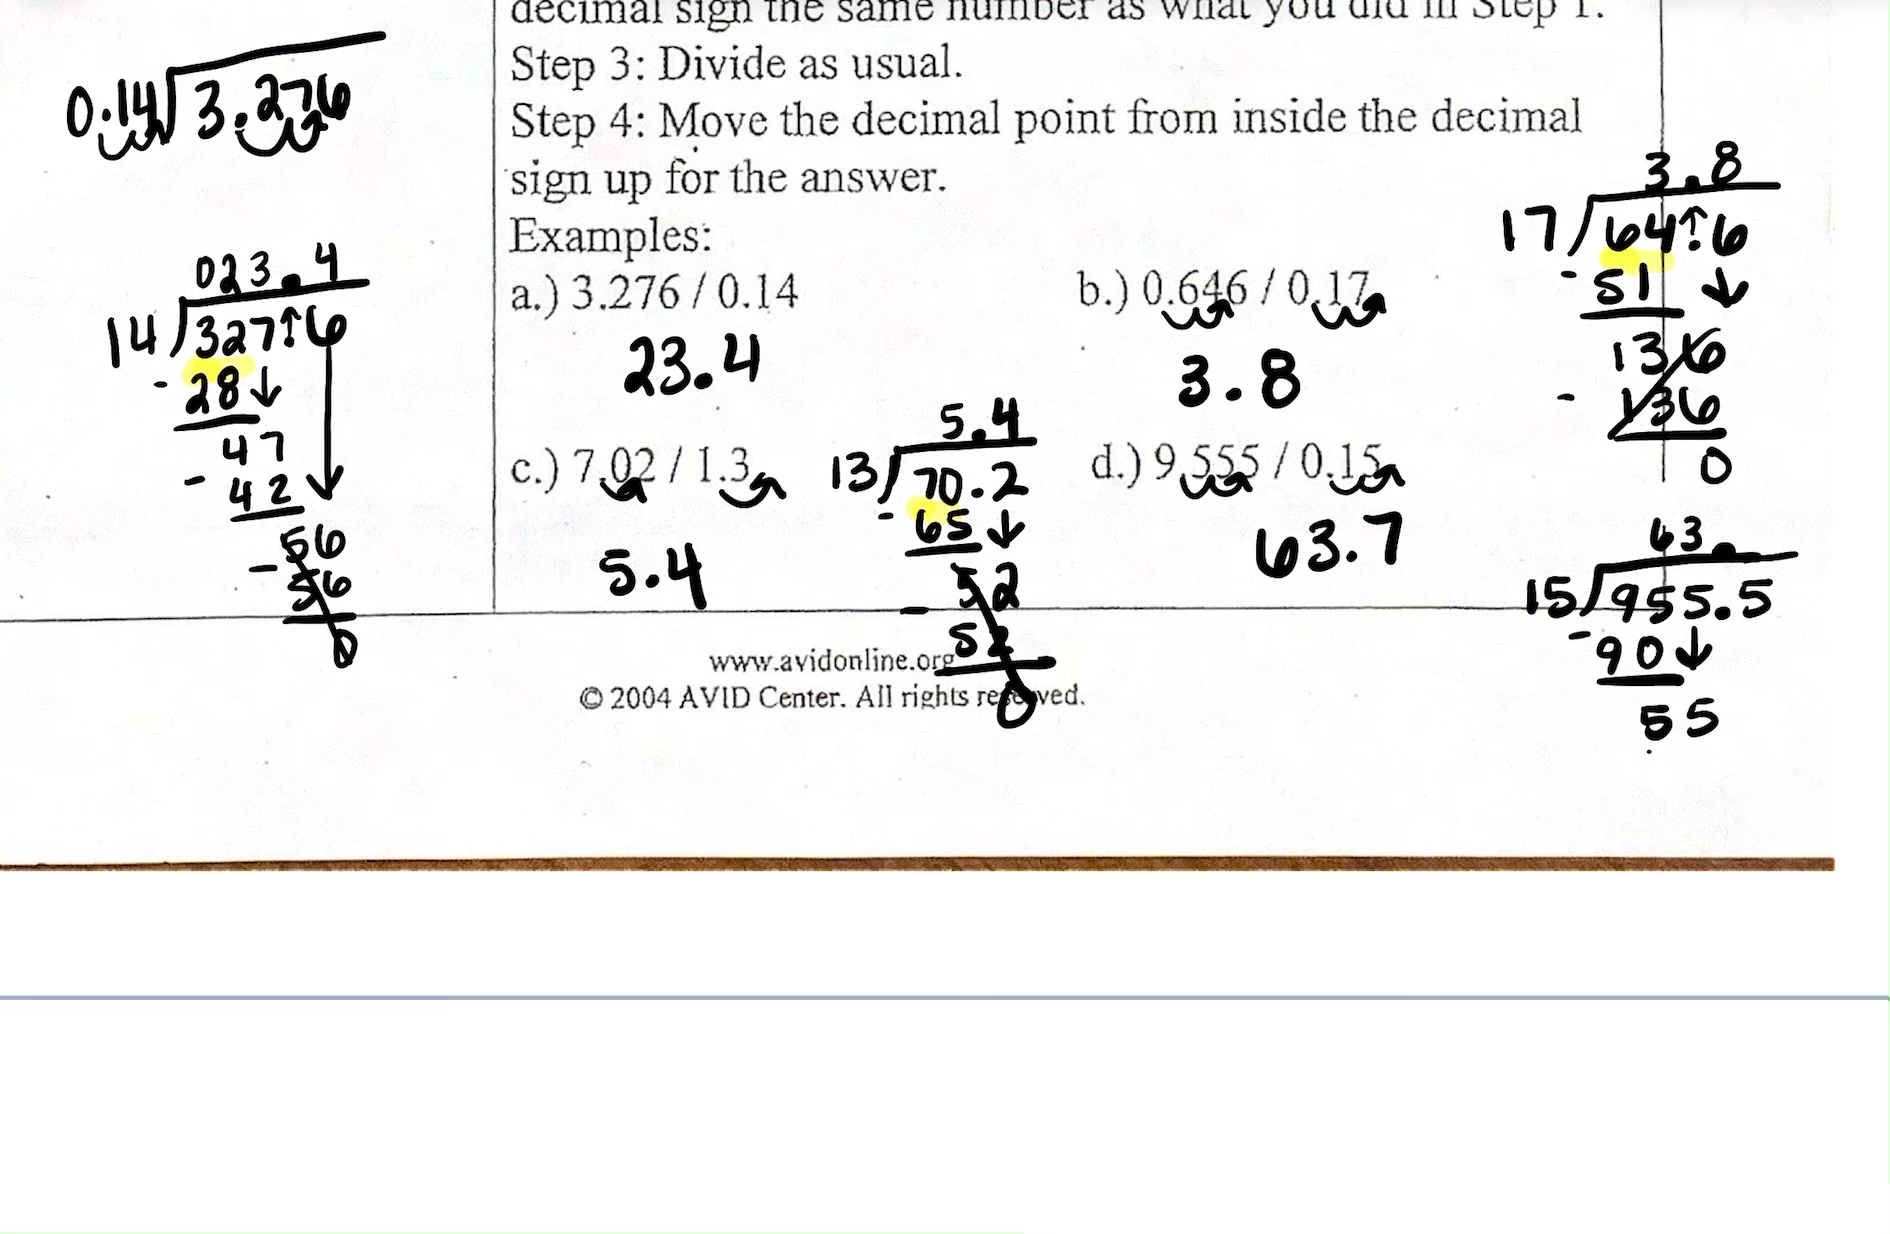 decimal sign the same number as what you did in Step 1.
Step 3: Divide as usual.
Step 4: Move the decimal point from inside the decimal
sign up for the answer.
Examples:
a.) 3.276 / 0.14
b.) 0.646 / 0.17
23.4
3.8
c.) 7.02 / 1.3
d.) 9.555 / 0.15
5.4
63.7
0.14 3.276
023.4
14 327.6
- 28
47
- 42
56
- 56
0
5.4
13 70.2
- 65
52
- 52
0
3.8
17 64.6
- 51
136
- 136
0
63.
15 955.5
- 90
55
www.avidonline.org
© 2004 AVID Center. All rights reserved.